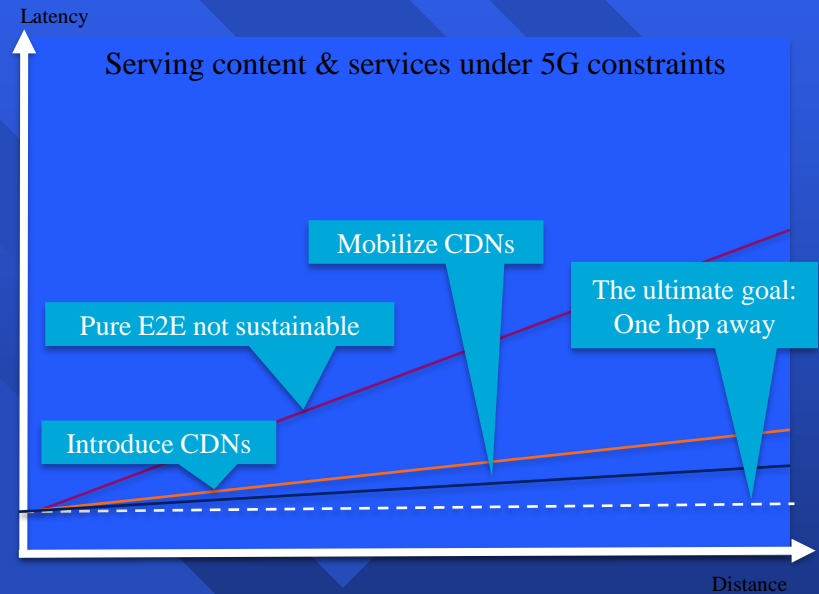 Latency
Serving content & services under 5G constraints
Mobilize CDNs
The ultimate goal:
One hop away
Pure E2E not sustainable
Introduce CDNs
Distance